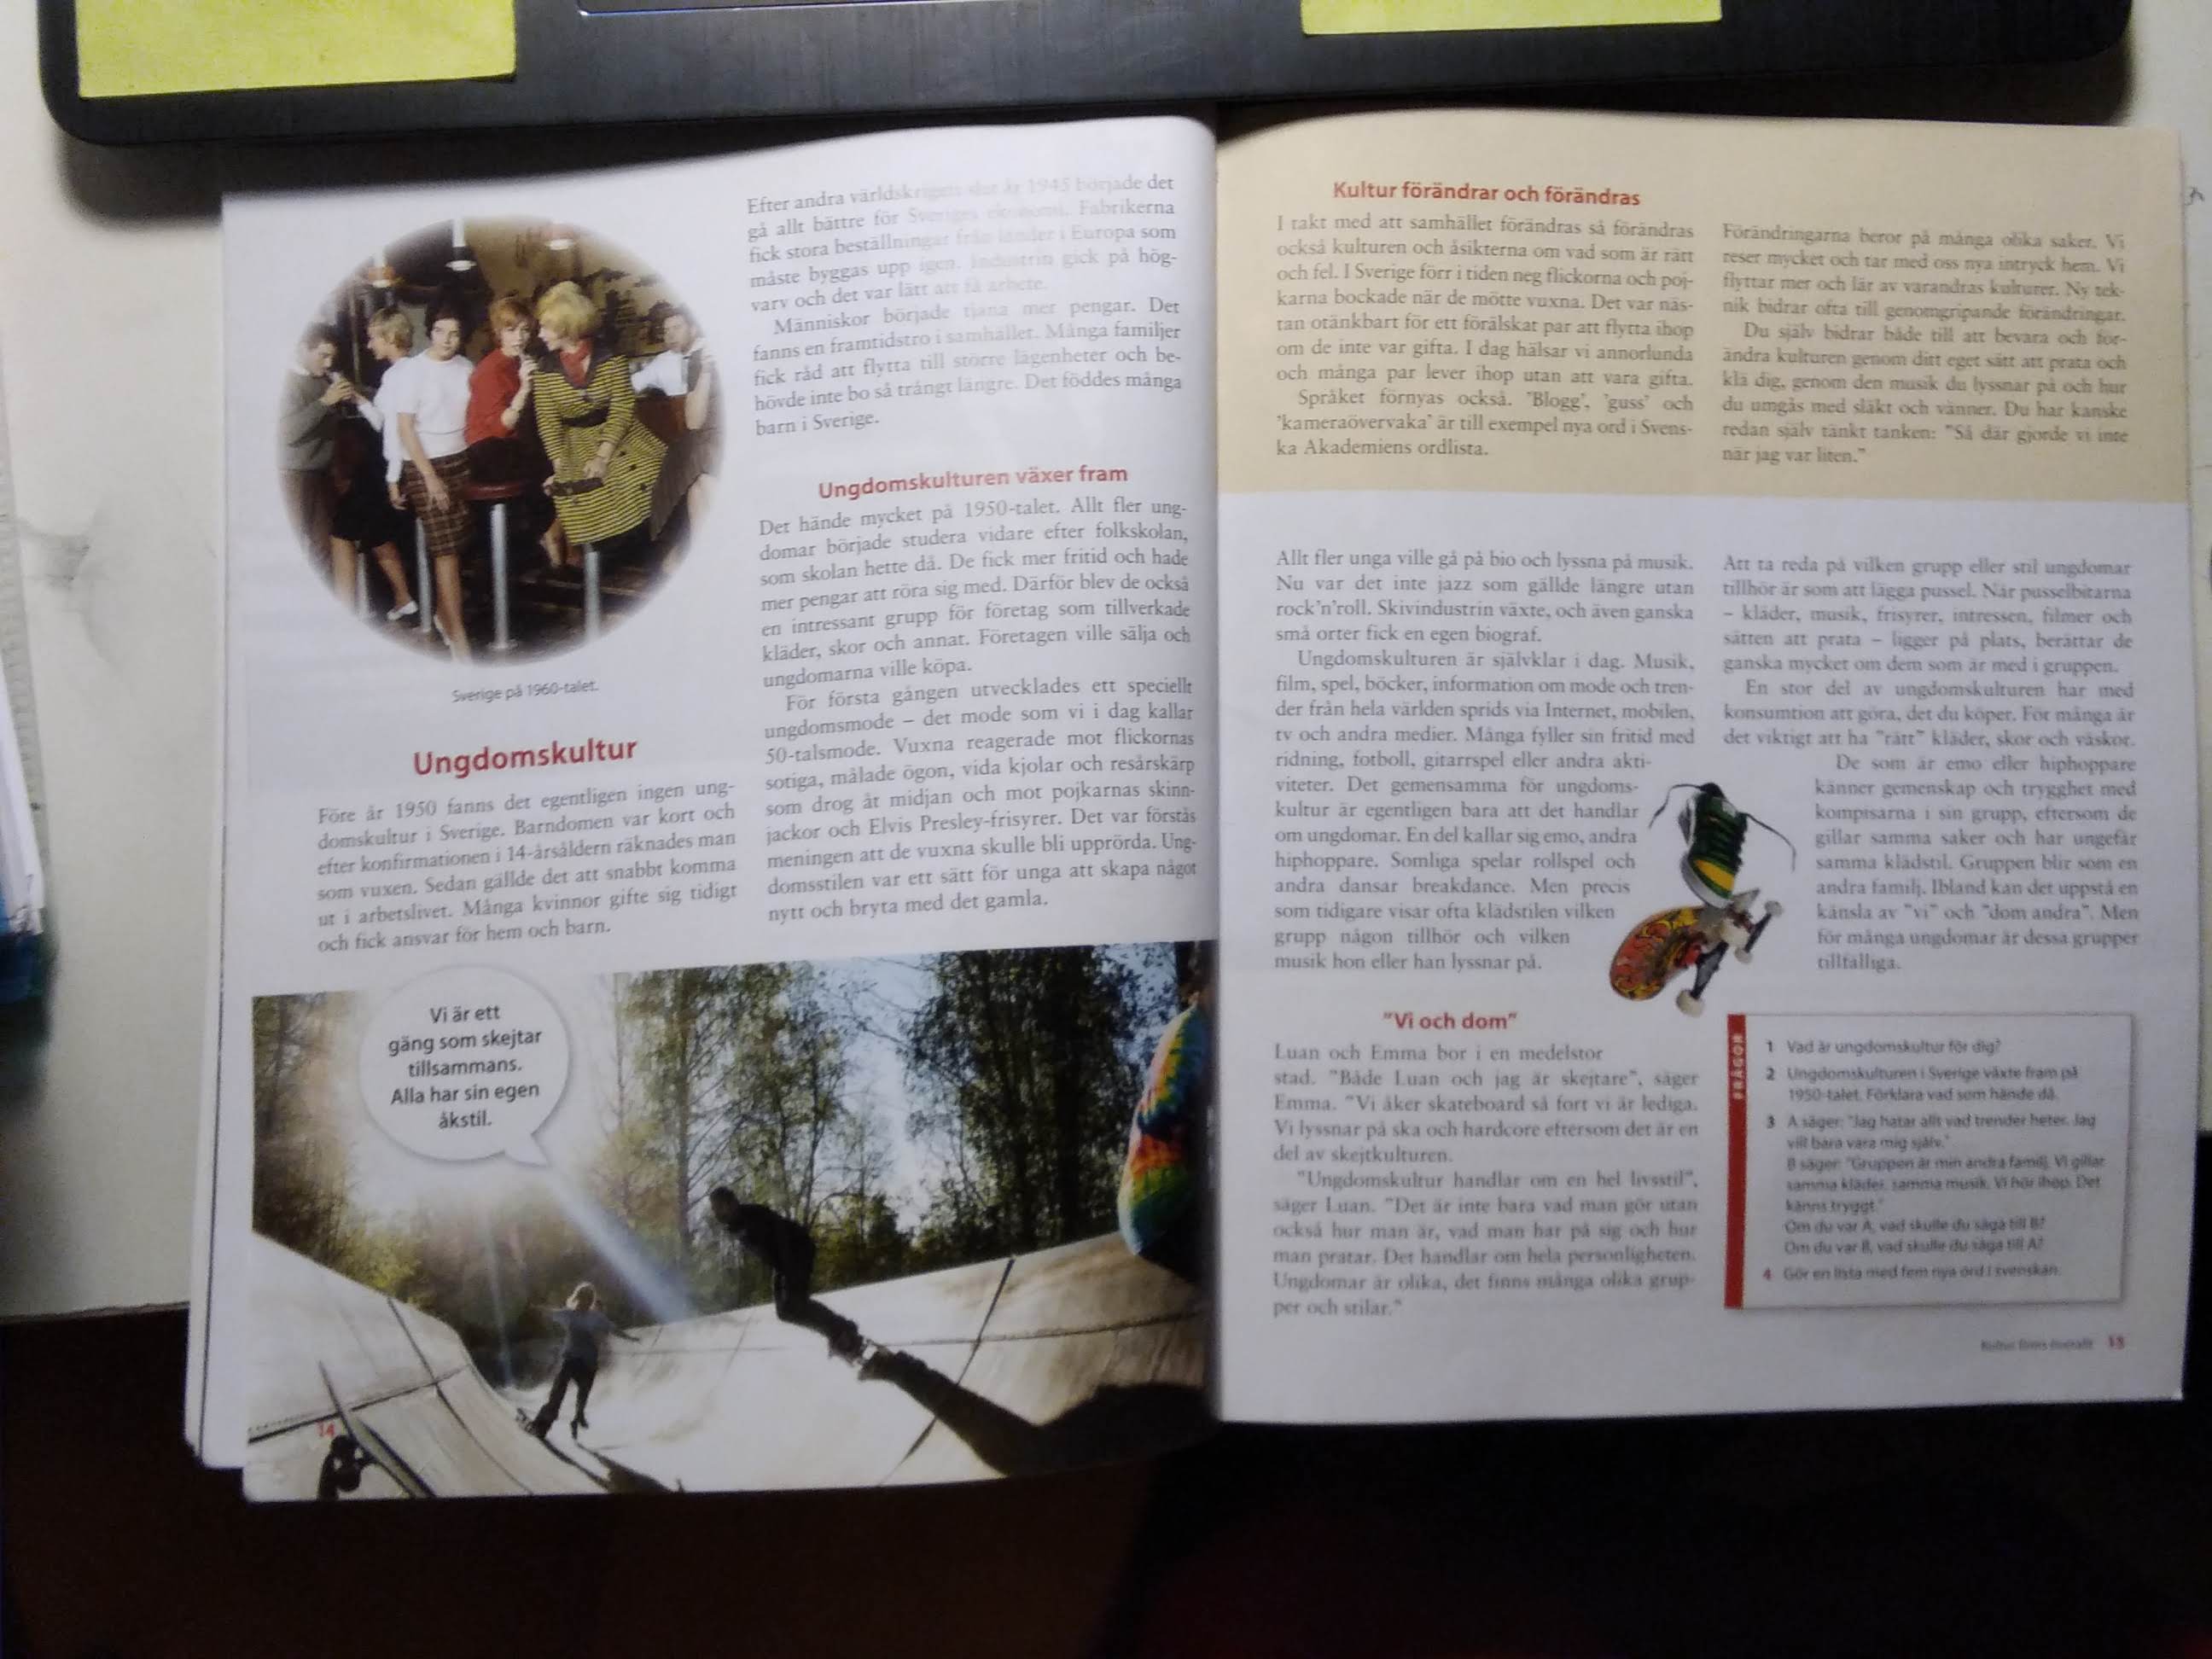 Sverige på 1960-talet.
Ungdomskultur
Före år 1950 fanns det egentligen ingen ung-
domskultur i Sverige. Barndomen var kort och
efter konfirmationen i 14-årsåldern räknades man
som vuxen. Sedan gällde det att snabbt komma
ut i arbetslivet. Många kvinnor gifte sig tidigt
och fick ansvar för hem och barn.
Efter andra världskrigets slut år 1945 började det
gå allt bättre för Sveriges ekonomi. Fabrikerna
fick stora beställningar från länder i Europa som
måste byggas upp igen. Industrin gick på hög-
varv och det var lätt att få arbete.
Människor började tjäna mer pengar. Det
fanns en framtidstro i samhället. Många familjer
fick råd att flytta till större lägenheter och be-
hövde inte bo så trångt längre. Det föddes många
barn i Sverige.
Ungdomskulturen växer fram
Det hände mycket på 1950-talet. Allt fler ung-
domar började studera vidare efter folkskolan,
som skolan hette då. De fick mer fritid och hade
mer pengar att röra sig med. Därför blev de också
en intressant grupp för företag som tillverkade
kläder, skor och annat. Företagen ville sälja och
ungdomarna ville köpa.
För första gången utvecklades ett speciellt
ungdomsmode – det mode som vi i dag kallar
50-talsmode. Vuxna reagerade mot flickornas
sotiga, målade ögon, vida kjolar och resårskärp
som drog åt midjan och mot pojkarnas skinn-
jackor och Elvis Presley-frisyrer. Det var förstås
meningen att de vuxna skulle bli upprörda. Ung-
domsstilen var ett sätt för unga att skapa något
nytt och bryta med det gamla.
Vi är ett
gäng som skejtar
tillsammans.
Alla har sin egen
åkstil.
14
Kultur förändrar och förändras
I takt med att samhället förändras så förändras
också kulturen och åsikterna om vad som är rätt
och fel. I Sverige förr i tiden neg flickorna och poj-
karna bockade när de mötte vuxna. Det var näs-
tan otänkbart för ett förälskat par att flytta ihop
om de inte var gifta. I dag hälsar vi annorlunda
och många par lever ihop utan att vara gifta.
Språket förnyas också. 'Blogg', 'guss' och
'kameraövervaka' är till exempel nya ord i Svens-
ka Akademiens ordlista.
Förändringarna beror på många olika saker. Vi
reser mycket och tar med oss nya intryck hem. Vi
flyttar mer och lär av varandras kulturer. Ny tek-
nik bidrar ofta till genomgripande förändringar.
Du själv bidrar både till att bevara och för-
ändra kulturen genom ditt eget sätt att prata och
klä dig, genom den musik du lyssnar på och hur
du umgås med släkt och vänner. Du har kanske
redan själv tänkt tanken: "Så där gjorde vi inte
när jag var liten."
Allt fler unga ville gå på bio och lyssna på musik.
Nu var det inte jazz som gällde längre utan
rock'n'roll. Skivindustrin växte, och även ganska
små orter fick en egen biograf.
Ungdomskulturen är självklar i dag. Musik,
film, spel, böcker, information om mode och tren-
der från hela världen sprids via Internet, mobilen,
tv och andra medier. Många fyller sin fritid med
ridning, fotboll, gitarrspel eller andra akti-
viteter. Det gemensamma för ungdoms-
kultur är egentligen bara att det handlar
om ungdomar. En del kallar sig emo, andra
hiphoppare. Somliga spelar rollspel och
andra dansar breakdance. Men precis
som tidigare visar ofta klädstilen vilken
grupp någon tillhör och vilken
musik hon eller han lyssnar på.
"Vi och dom"
Luan och Emma bor i en medelstor
stad. "Både Luan och jag är skejtare", säger
Emma. "Vi åker skateboard så fort vi är lediga.
Vi lyssnar på ska och hardcore eftersom det är en
del av skejtkulturen.
"Ungdomskultur handlar om en hel livsstil",
säger Luan. "Det är inte bara vad man gör utan
också hur man är, vad man har på sig och hur
man pratar. Det handlar om hela personligheten.
Ungdomar är olika, det finns många olika grup-
per och stilar."
Att ta reda på vilken grupp eller stil ungdomar
tillhör är som att lägga pussel. När pusselbitarna
– kläder, musik, frisyrer, intressen, filmer och
sätten att prata – ligger på plats, berättar de
ganska mycket om dem som är med i gruppen.
En stor del av ungdomskulturen har med
konsumtion att göra, det du köper. För många är
det viktigt att ha "rätt" kläder, skor och väskor.
De som är emo eller hiphoppare
känner gemenskap och trygghet med
kompisarna i sin grupp, eftersom de
gillar samma saker och har ungefär
samma klädstil. Gruppen blir som en
andra familj. Ibland kan det uppstå en
känsla av "vi" och "dom andra". Men
för många ungdomar är dessa grupper
tillfälliga.
FRÅGOR
1 Vad är ungdomskultur för dig?
2 Ungdomskulturen i Sverige växte fram på
1950-talet. Förklara vad som hände då.
3 A säger: "Jag hatar allt vad trender heter. Jag
vill bara vara mig själv."
B säger: "Gruppen är min andra familj. Vi gillar
samma kläder, samma musik. Vi hör ihop. Det
känns tryggt."
Om du var A, vad skulle du säga till B?
Om du var B, vad skulle du säga till A?
4 Gör en lista med fem nya ord i svenskan.
Kultur finns överallt 15